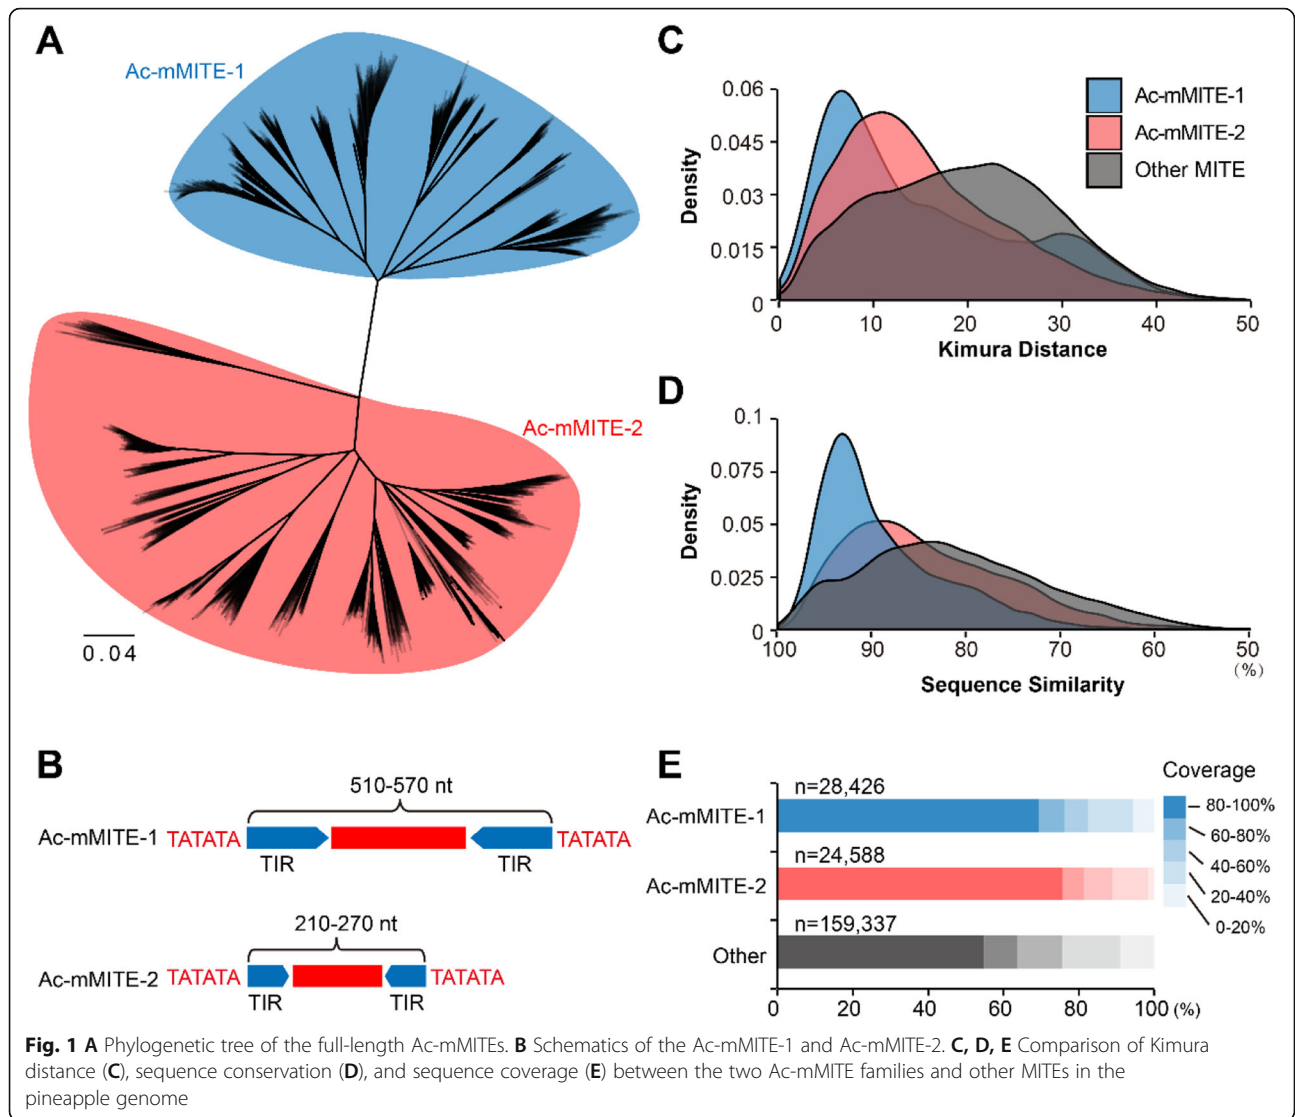 A
Ac-mMITE-1
Ac-mMITE-2
0.04
B
510-570 nt
Ac-mMITE-1 TATATA TATATA
TIR TIR
210-270 nt
Ac-mMITE-2 TATATA TATATA
TIR TIR
C
Ac-mMITE-1
Ac-mMITE-2
Other MITE
Density
0.06
0.045
0.03
0.015
0
0 10 20 30 40 50
Kimura Distance
D
Density
0.1
0.075
0.05
0.025
0
100 90 80 70 60 50
(%)
Sequence Similarity
E
Coverage
80-100%
60-80%
40-60%
20-40%
0-20%
n=28,426
Ac-mMITE-1
n=24,588
Ac-mMITE-2
n=159,337
Other
0 20 40 60 80 100 (%)
Fig. 1 A Phylogenetic tree of the full-length Ac-mMITEs. B Schematics of the Ac-mMITE-1 and Ac-mMITE-2. C, D, E Comparison of Kimura
distance (C), sequence conservation (D), and sequence coverage (E) between the two Ac-mMITE families and other MITEs in the
pineapple genome